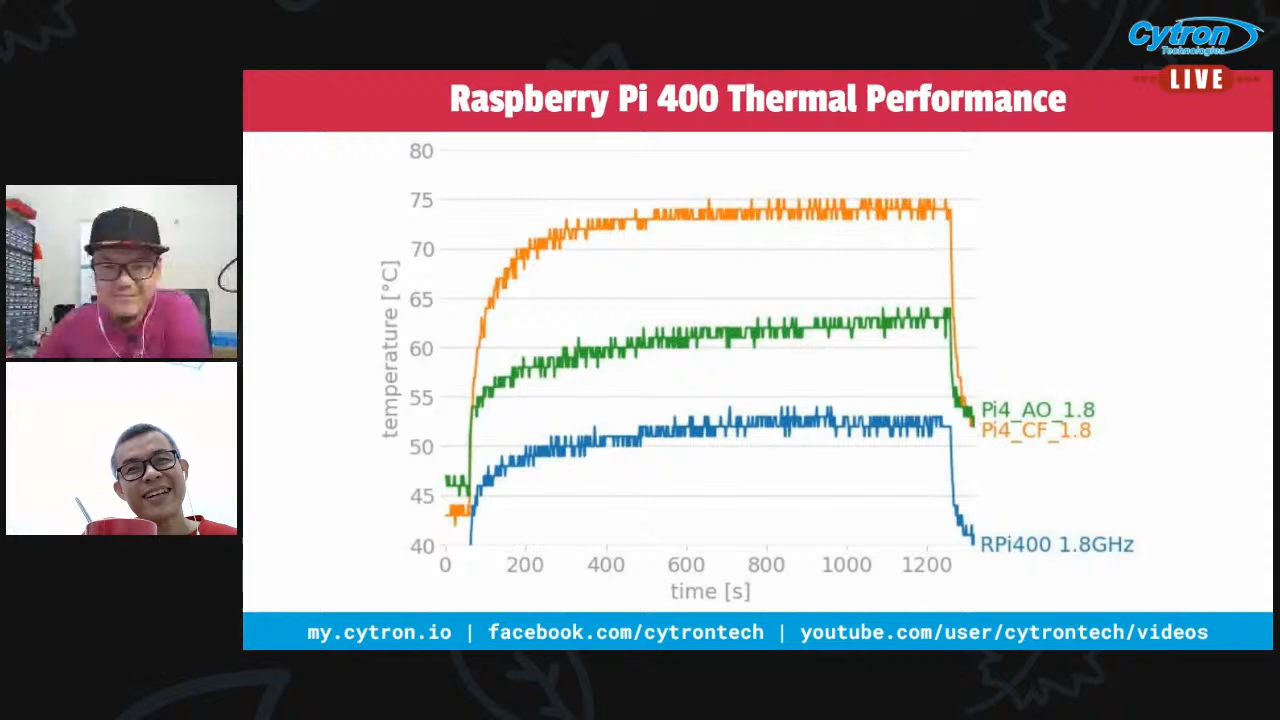 Cytron
Technologies
LIVE
Raspberry Pi 400 Thermal Performance
80
75
70
65
60
55
50
45
40
temperature [°C]
0 200 400 600 800 1000 1200
time [s]
Pi4_AO_1.8
Pi4_CF_1.8
RPi400 1.8GHz
my.cytron.io | facebook.com/cytrontech | youtube.com/user/cytrontech/videos